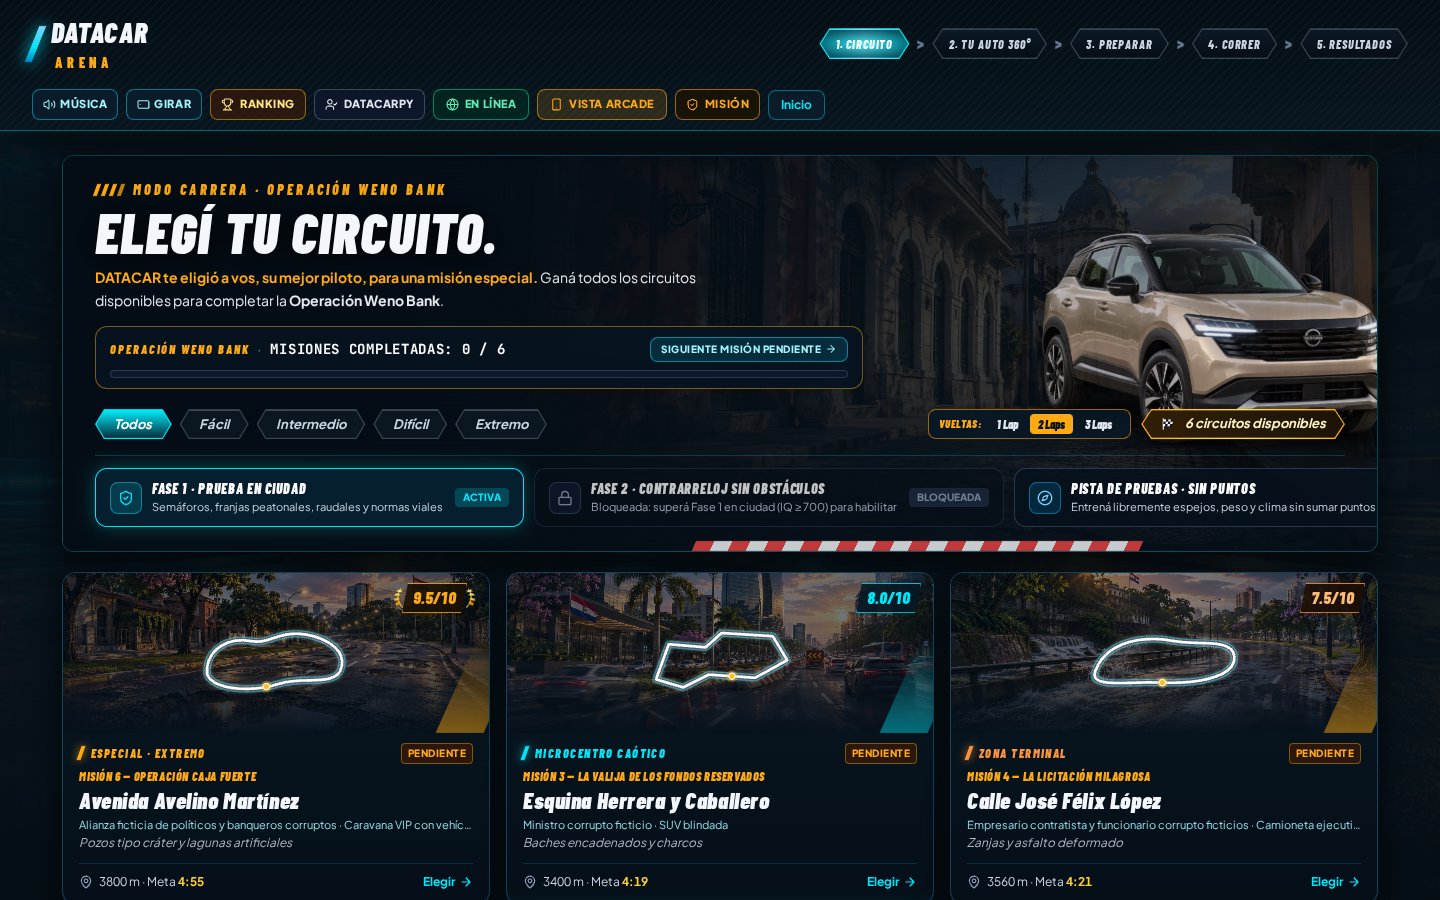 DATACAR
ARENA
1. CIRCUITO > 2. TU AUTO 360° > 3. PREPARAR > 4. CORRER > 5. RESULTADOS
MÚSICA GIRAR RANKING DATACARPY EN LÍNEA VISTA ARCADE MISIÓN Inicio
MODO CARRERA · OPERACIÓN WENO BANK
ELEGÍ TU CIRCUITO.
DATACAR te eligió a vos, su mejor piloto, para una misión especial. Ganá todos los circuitos
disponibles para completar la Operación Weno Bank.
OPERACIÓN WENO BANK · MISIONES COMPLETADAS: 0 / 6 SIGUIENTE MISIÓN PENDIENTE →
Todos Fácil Intermedio Difícil Extremo VUELTAS: 1 Lap 2 Laps 3 Laps 6 circuitos disponibles
FASE 1 · PRUEBA EN CIUDAD
Semáforos, franjas peatonales, raudales y normas viales
ACTIVA
FASE 2 · CONTRARRELOJ SIN OBSTÁCULOS
Bloqueada: superá Fase 1 en ciudad (IQ ≥ 700) para habilitar
BLOQUEADA
PISTA DE PRUEBAS · SIN PUNTOS
Entrená libremente espejos, peso y clima sin sumar puntos
9.5/10
ESPECIAL · EXTREMO PENDIENTE
MISIÓN 6 — OPERACIÓN CAJA FUERTE
Avenida Avelino Martínez
Alianza ficticia de políticos y banqueros corruptos · Caravana VIP con vehíc…
Pozos tipo cráter y lagunas artificiales
3800 m · Meta 4:55 Elegir →
8.0/10
MICROCENTRO CAÓTICO PENDIENTE
MISIÓN 3 — LA VALIJA DE LOS FONDOS RESERVADOS
Esquina Herrera y Caballero
Ministro corrupto ficticio · SUV blindada
Baches encadenados y charcos
3400 m · Meta 4:19 Elegir →
7.5/10
ZONA TERMINAL PENDIENTE
MISIÓN 4 — LA LICITACIÓN MILAGROSA
Calle José Félix López
Empresario contratista y funcionario corrupto ficticios · Camioneta ejecuti…
Zanjas y asfalto deformado
3560 m · Meta 4:21 Elegir →